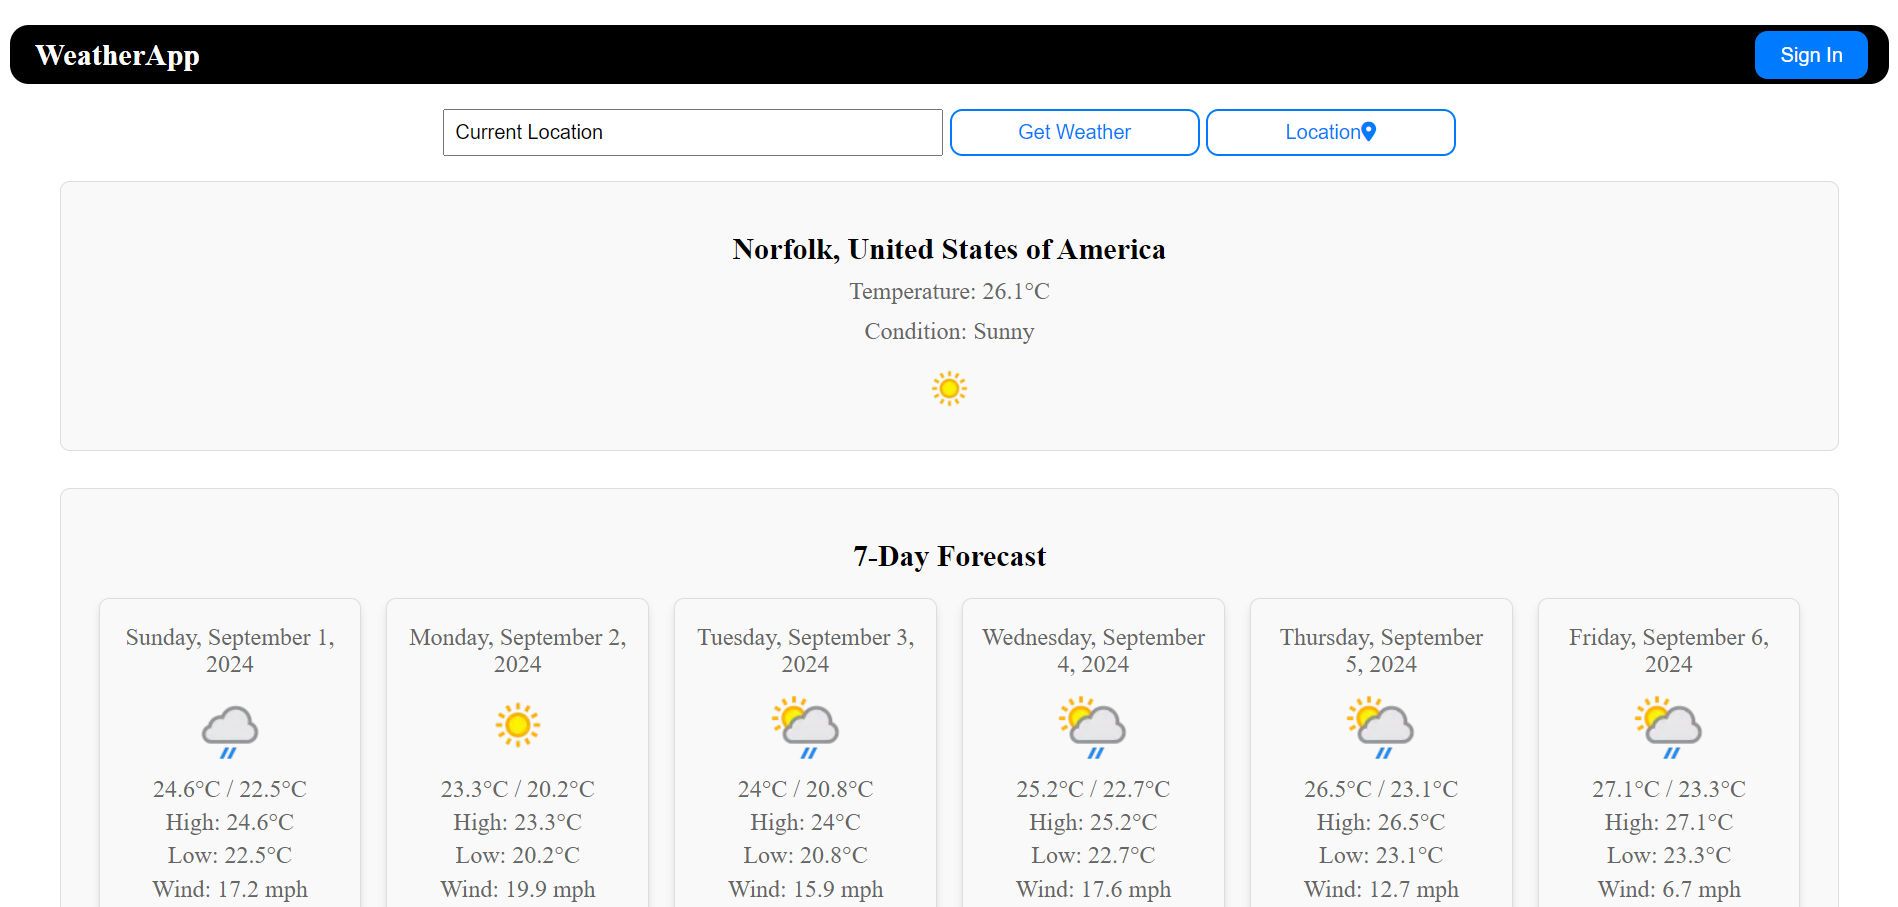 WeatherApp
Sign In
Current Location
Get Weather
Location
Norfolk, United States of America
Temperature: 26.1°C
Condition: Sunny
7-Day Forecast
Sunday, September 1,
2024
24.6°C / 22.5°C
High: 24.6°C
Low: 22.5°C
Wind: 17.2 mph
Monday, September 2,
2024
23.3°C / 20.2°C
High: 23.3°C
Low: 20.2°C
Wind: 19.9 mph
Tuesday, September 3,
2024
24°C / 20.8°C
High: 24°C
Low: 20.8°C
Wind: 15.9 mph
Wednesday, September
4, 2024
25.2°C / 22.7°C
High: 25.2°C
Low: 22.7°C
Wind: 17.6 mph
Thursday, September
5, 2024
26.5°C / 23.1°C
High: 26.5°C
Low: 23.1°C
Wind: 12.7 mph
Friday, September 6,
2024
27.1°C / 23.3°C
High: 27.1°C
Low: 23.3°C
Wind: 6.7 mph